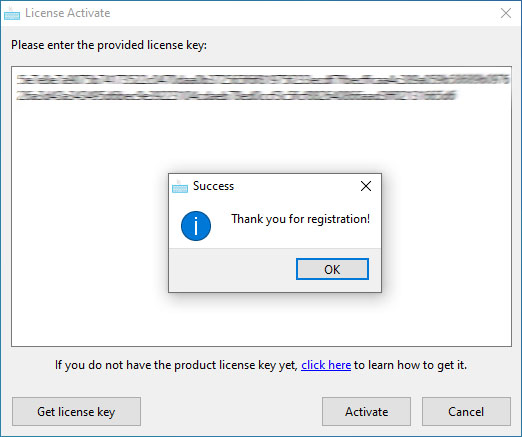 License Activate
Please enter the provided license key:
Success
Thank you for registration!
OK
If you do not have the product license key yet, click here to learn how to get it.
Get license key
Activate
Cancel